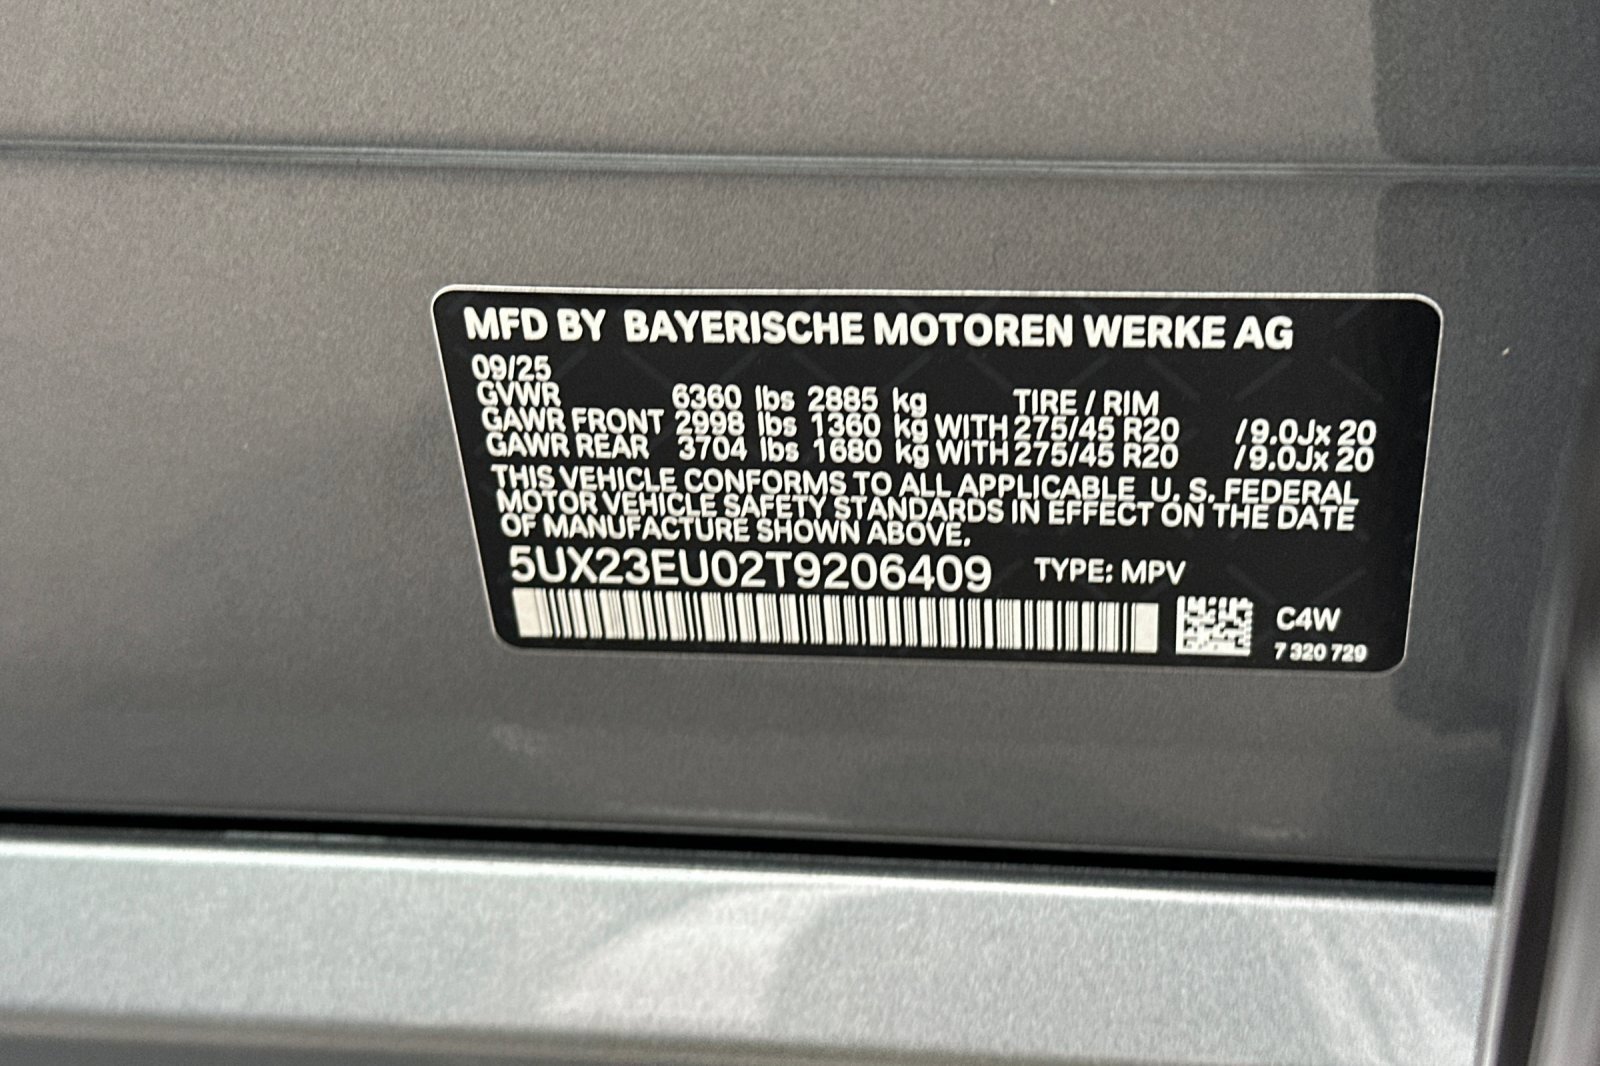 MFD BY BAYERISCHE MOTOREN WERKE AG
09/25
GVWR 6360 lbs 2885 kg TIRE / RIM
GAWR FRONT 2998 lbs 1360 kg WITH 275/45 R20 /9.0Jx 20
GAWR REAR 3704 lbs 1680 kg WITH 275/45 R20 /9.0Jx 20
THIS VEHICLE CONFORMS TO ALL APPLICABLE U. S. FEDERAL
MOTOR VEHICLE SAFETY STANDARDS IN EFFECT ON THE DATE
OF MANUFACTURE SHOWN ABOVE.
5UX23EU02T9206409 TYPE: MPV
C4W
7 320 729